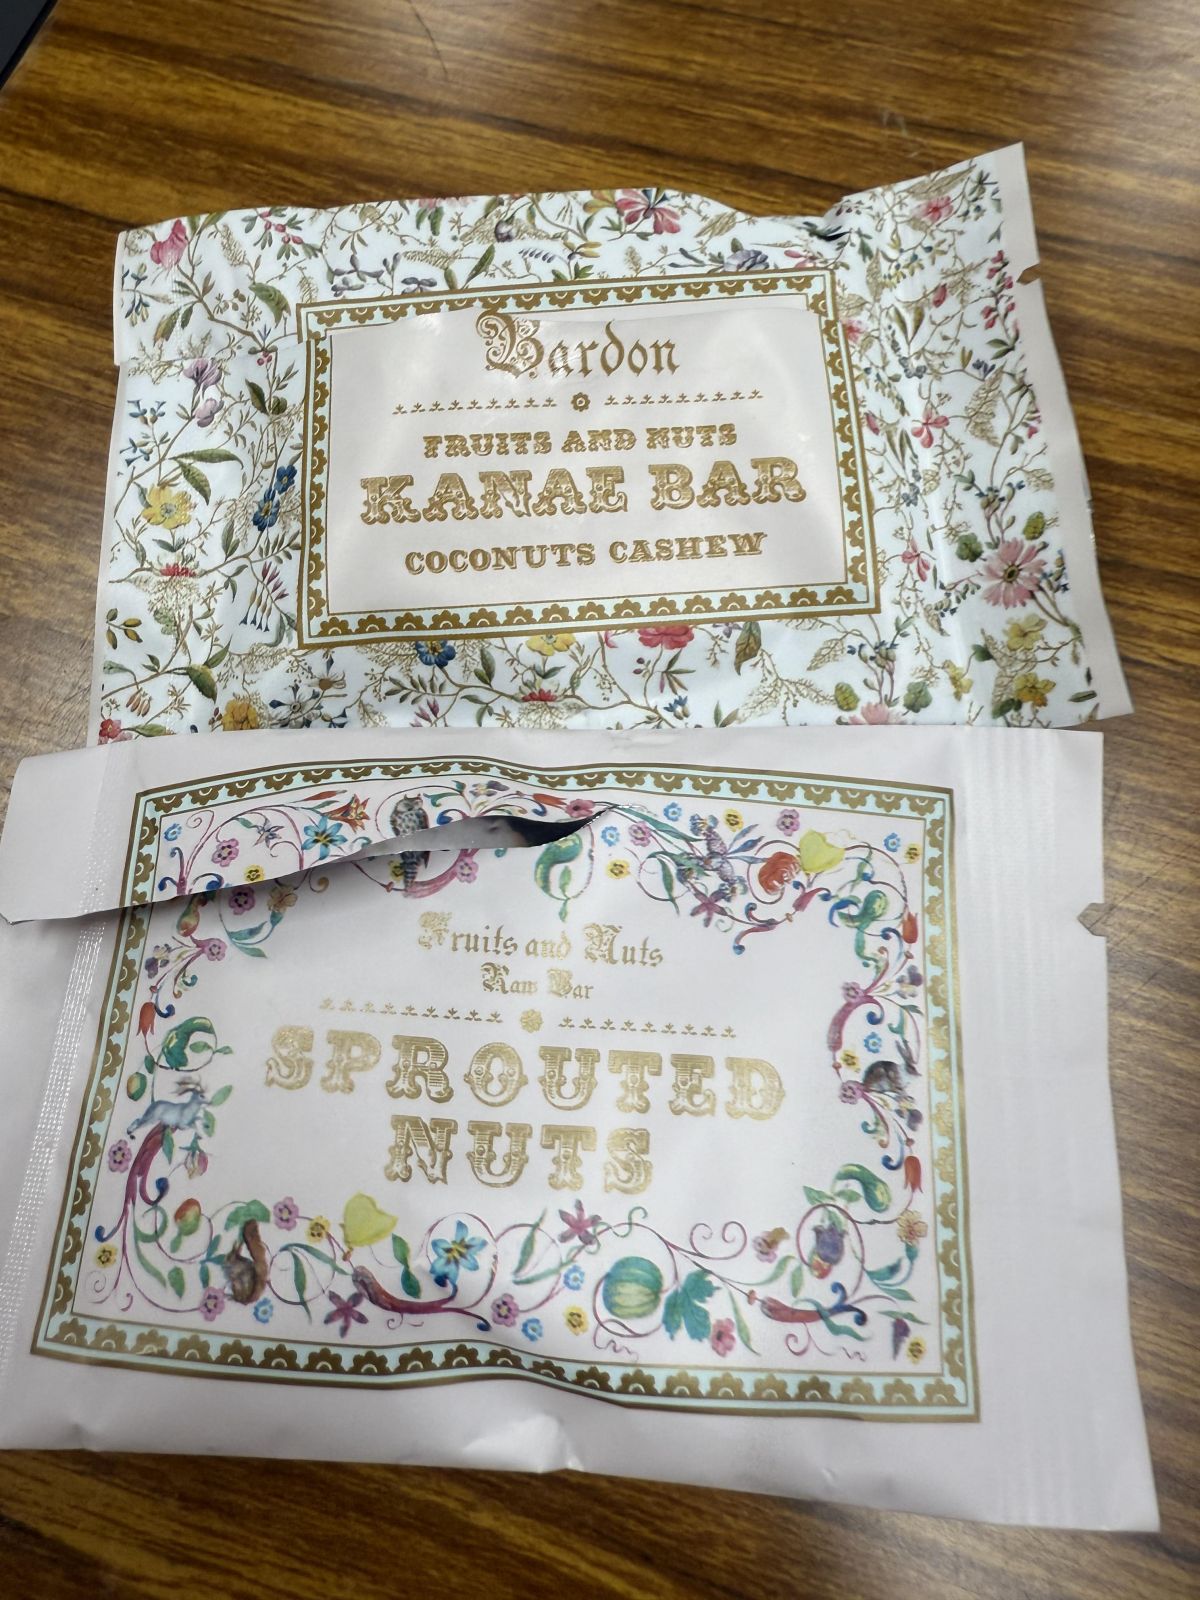 Bardon
FRUITS AND NUTS
KANAE BAR
COCONUTS CASHEW
Fruits and Nuts
Raw Bar
SPROUTED
NUTS